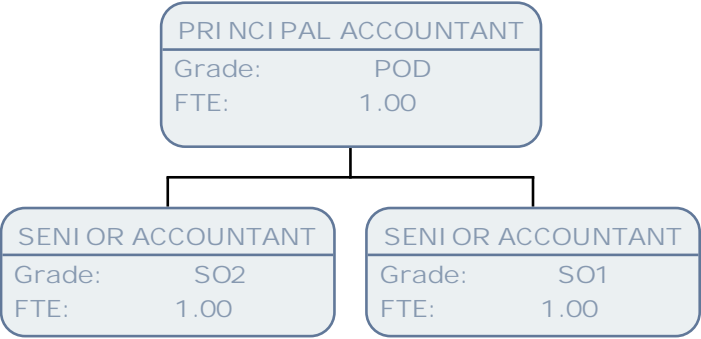 PRINCIPAL ACCOUNTANT
Grade: POD
FTE: 1.00
SENIOR ACCOUNTANT
Grade: SO2
FTE: 1.00
SENIOR ACCOUNTANT
Grade: SO1
FTE: 1.00